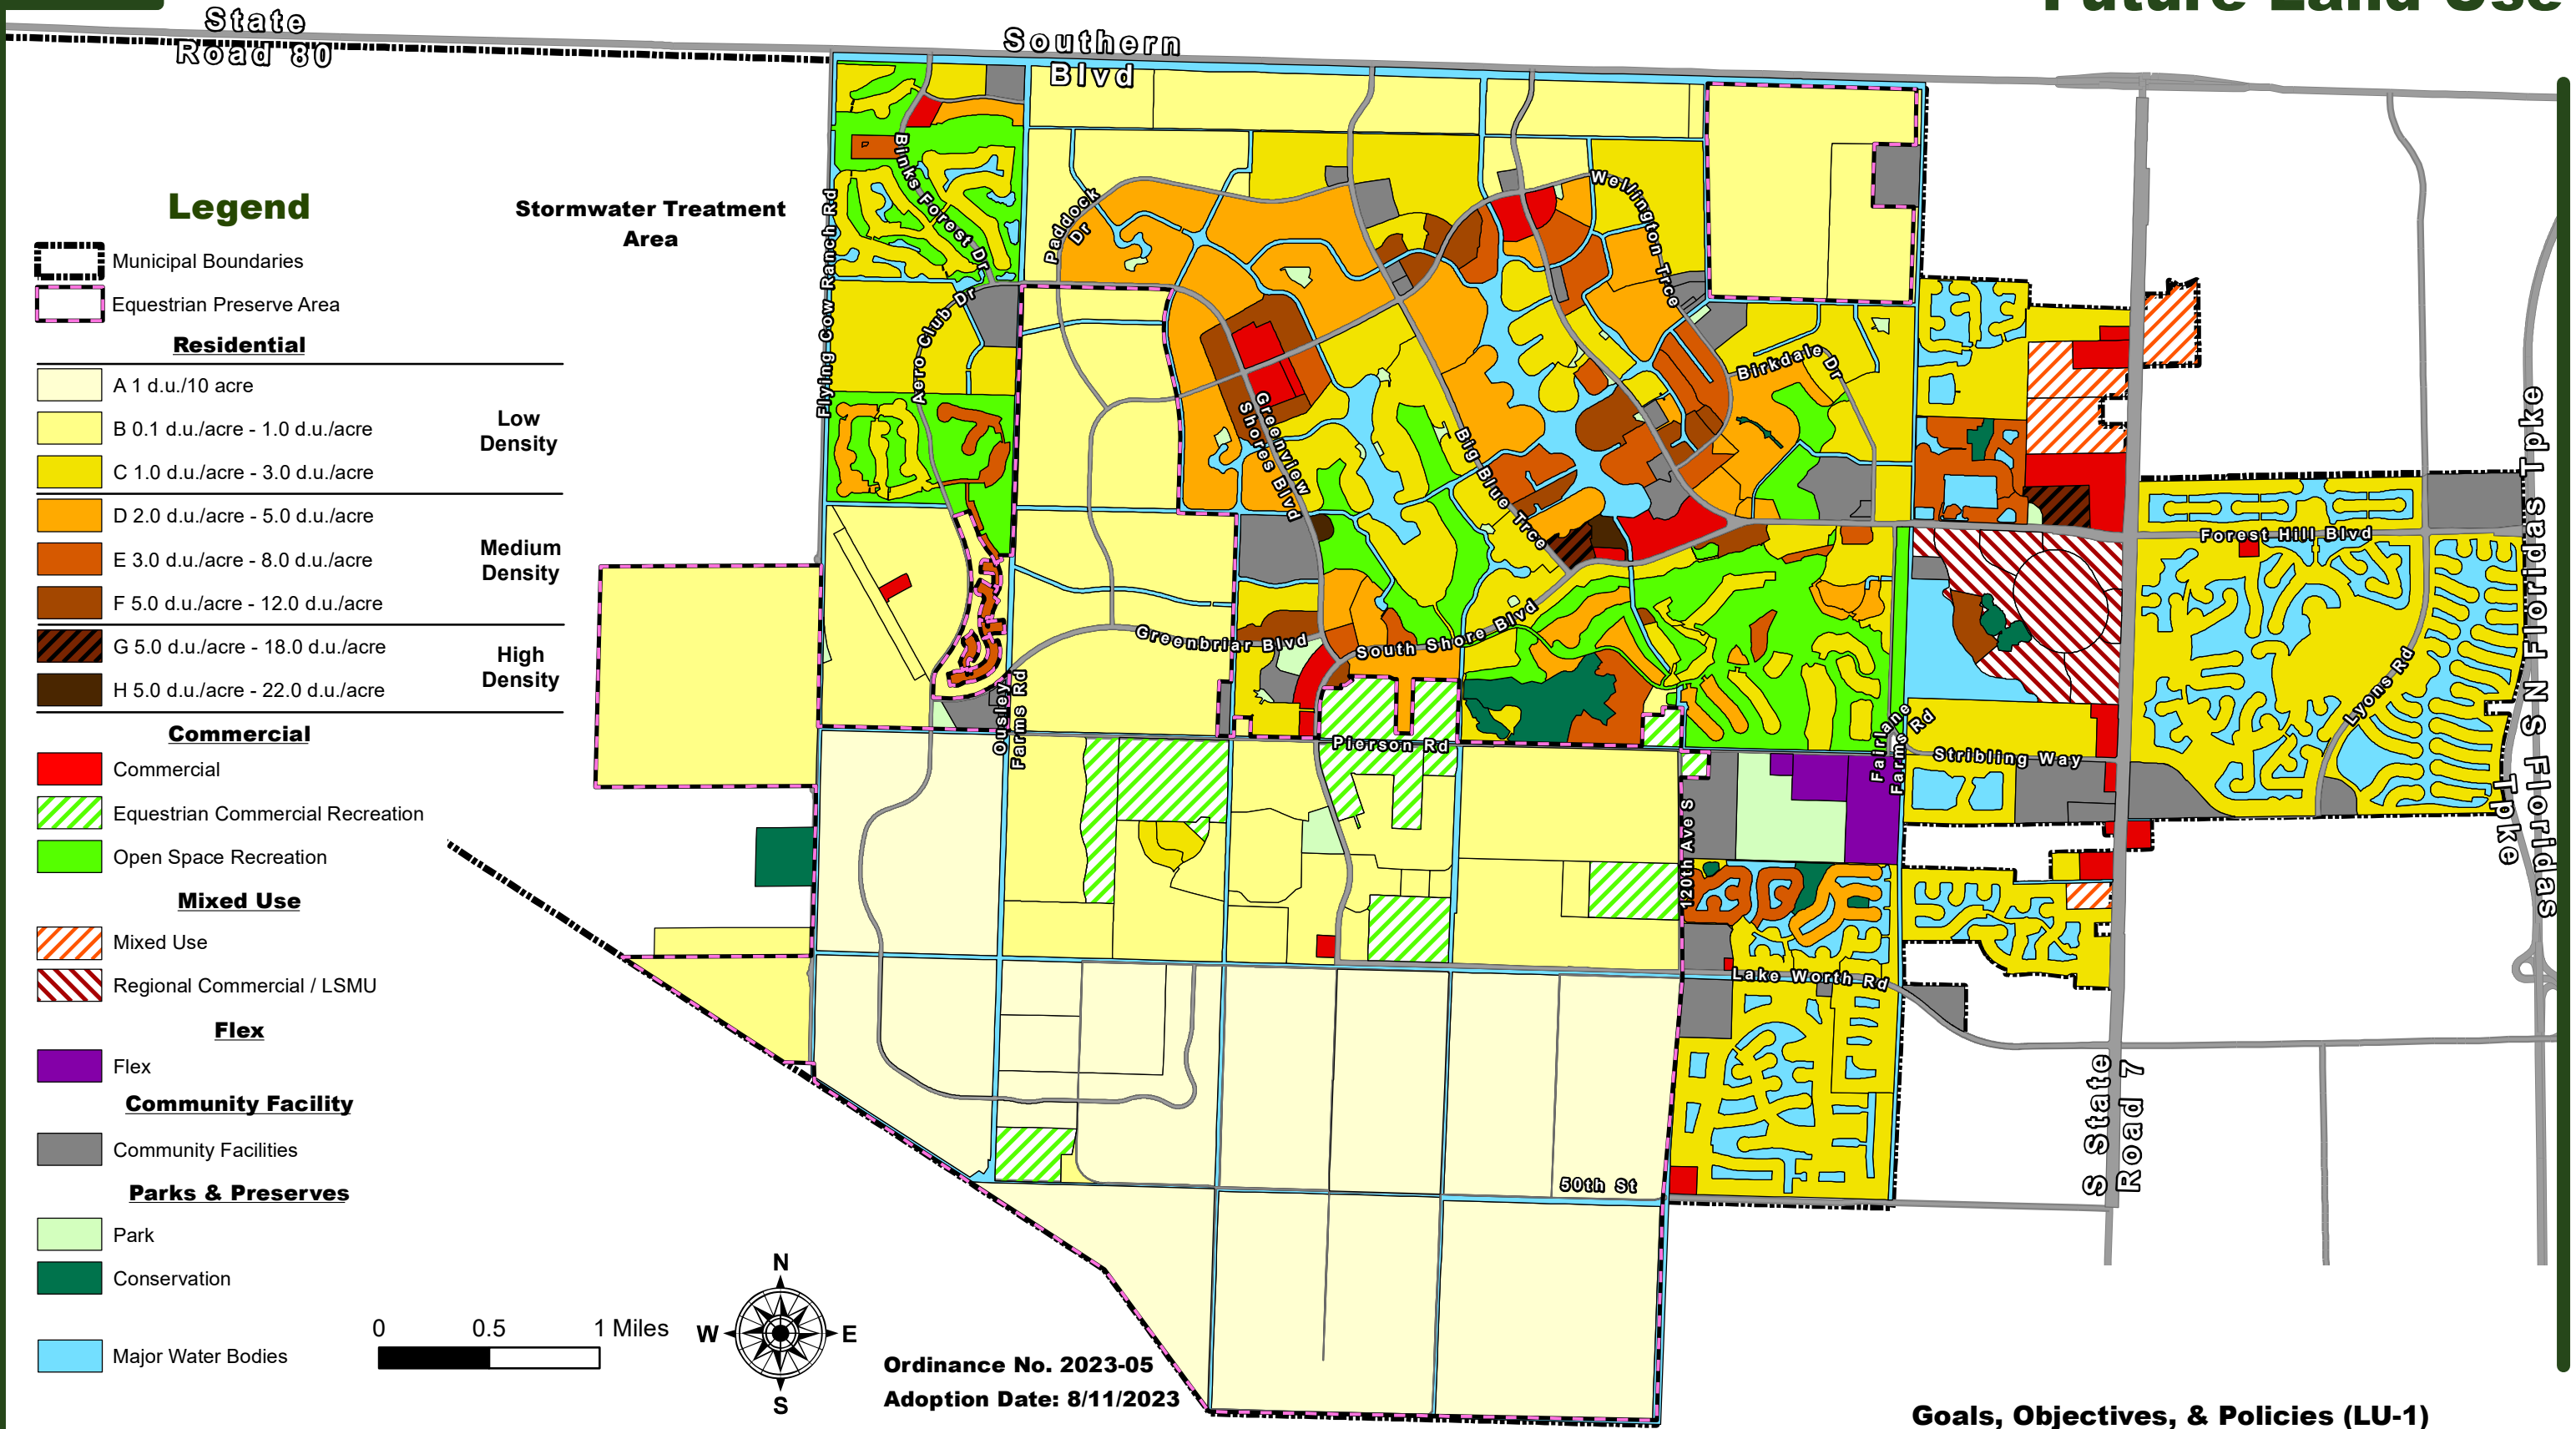 Future Land Use
State
Road 80
Southern
Blvd
Legend
Municipal Boundaries
Equestrian Preserve Area
Residential
A 1 d.u./10 acre
B 0.1 d.u./acre - 1.0 d.u./acre
C 1.0 d.u./acre - 3.0 d.u./acre
Low
Density
D 2.0 d.u./acre - 5.0 d.u./acre
E 3.0 d.u./acre - 8.0 d.u./acre
F 5.0 d.u./acre - 12.0 d.u./acre
Medium
Density
G 5.0 d.u./acre - 18.0 d.u./acre
H 5.0 d.u./acre - 22.0 d.u./acre
High
Density
Commercial
Commercial
Equestrian Commercial Recreation
Open Space Recreation
Mixed Use
Mixed Use
Regional Commercial / LSMU
Flex
Flex
Community Facility
Community Facilities
Parks & Preserves
Park
Conservation
Major Water Bodies
0 0.5 1 Miles
N
W E
S
Stormwater Treatment
Area
Flying Cow Ranch Rd
Binks Forest Dr
Aero Club Dr
Paddock
Dr
Wellington Trce
Birkdale Dr
Greenview
Shores Blvd
Big Blue Trce
Forest Hill Blvd
Greenbriar Blvd
South Shore Blvd
Ousley
Farms Rd
Pierson Rd
Fairlane
Farms Rd
Stribling Way
Lyons Rd
120th Ave S
Lake Worth Rd
50th St
S State
Road 7
N Floridas Tpke
S Floridas
Tpke
S Floridas
Ordinance No. 2023-05
Adoption Date: 8/11/2023
Goals, Objectives, & Policies (LU-1)